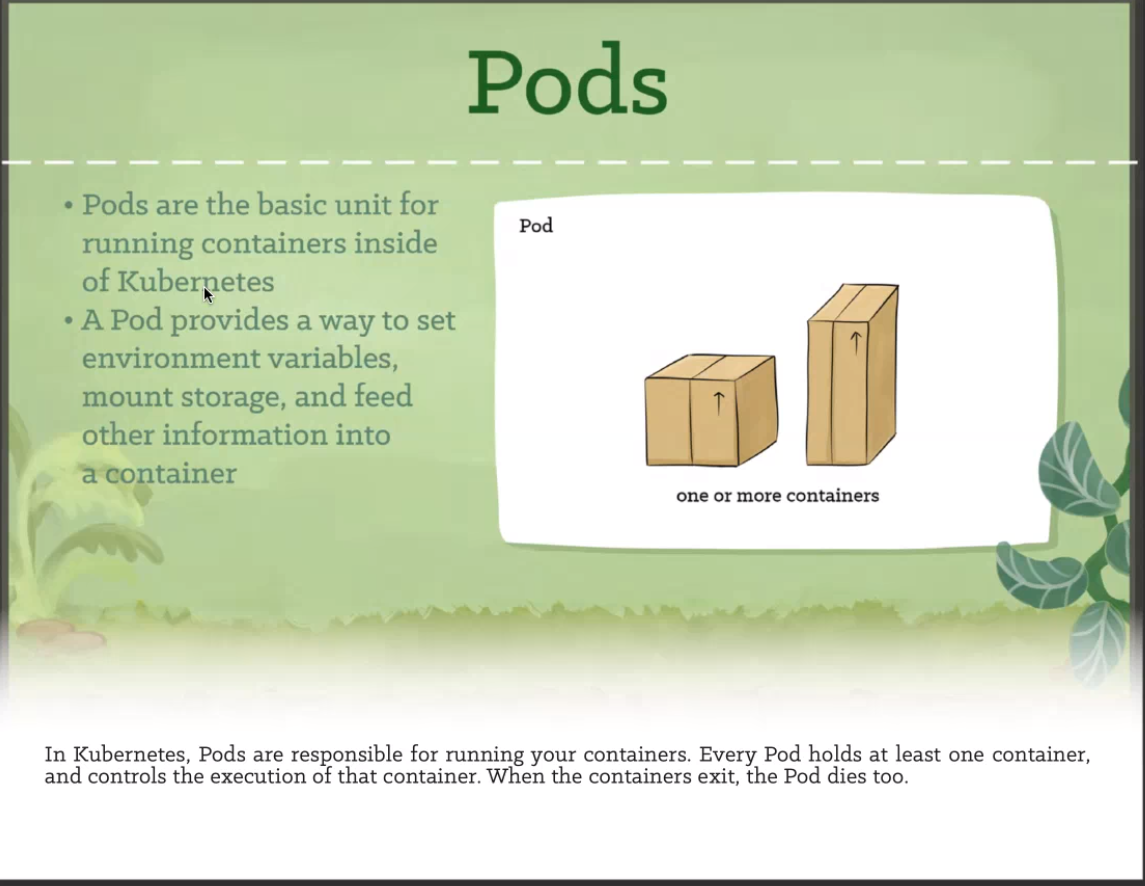 Pods
• Pods are the basic unit for
running containers inside
of Kubernetes
• A Pod provides a way to set
environment variables,
mount storage, and feed
other information into
a container
Pod
one or more containers
In Kubernetes, Pods are responsible for running your containers. Every Pod holds at least one container,
and controls the execution of that container. When the containers exit, the Pod dies too.